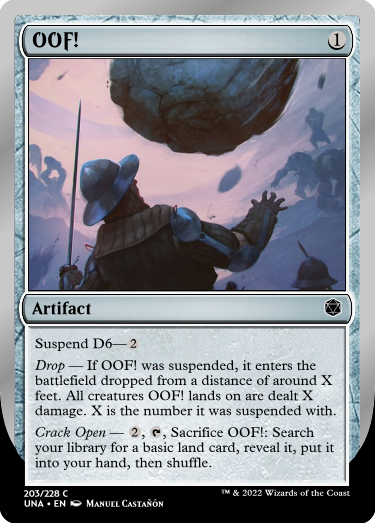 OOF! 1
Artifact
Suspend D6—2
Drop — If OOF! was suspended, it enters the
battlefield dropped from a distance of around X
feet. All creatures OOF! lands on are dealt X
damage. X is the number it was suspended with.
Crack Open — 2, , Sacrifice OOF!: Search
your library for a basic land card, reveal it, put it
into your hand, then shuffle.
203/228 C
UNA • EN MANUEL CASTAÑÓN
™ & 2022 Wizards of the Coast